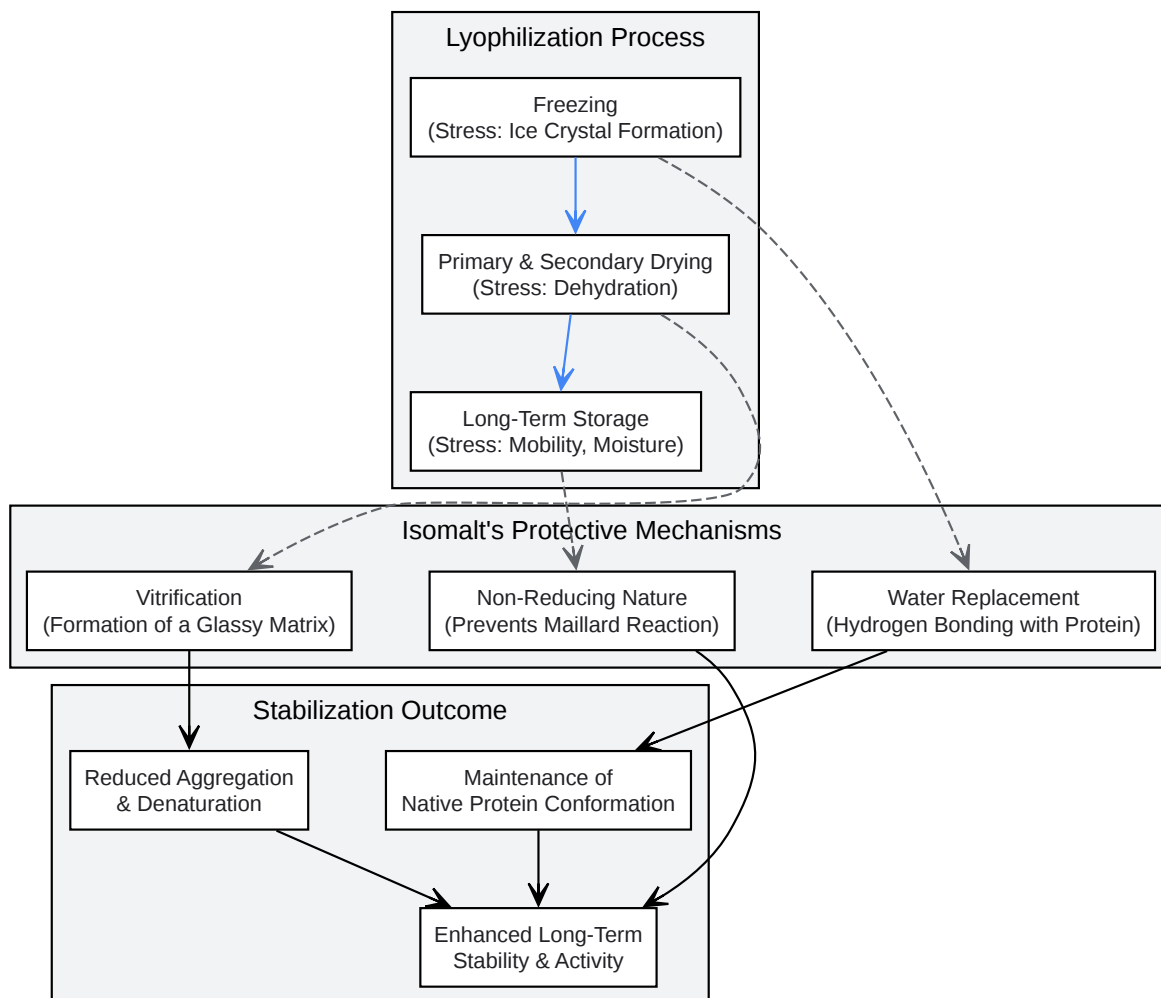 Lyophilization Process
Freezing
(Stress: Ice Crystal Formation)
Primary & Secondary Drying
(Stress: Dehydration)
Long-Term Storage
(Stress: Mobility, Moisture)
Isomalt's Protective Mechanisms
Vitrification
(Formation of a Glassy Matrix)
Non-Reducing Nature
(Prevents Maillard Reaction)
Water Replacement
(Hydrogen Bonding with Protein)
Stabilization Outcome
Reduced Aggregation
& Denaturation
Maintenance of
Native Protein Conformation
Enhanced Long-Term
Stability & Activity